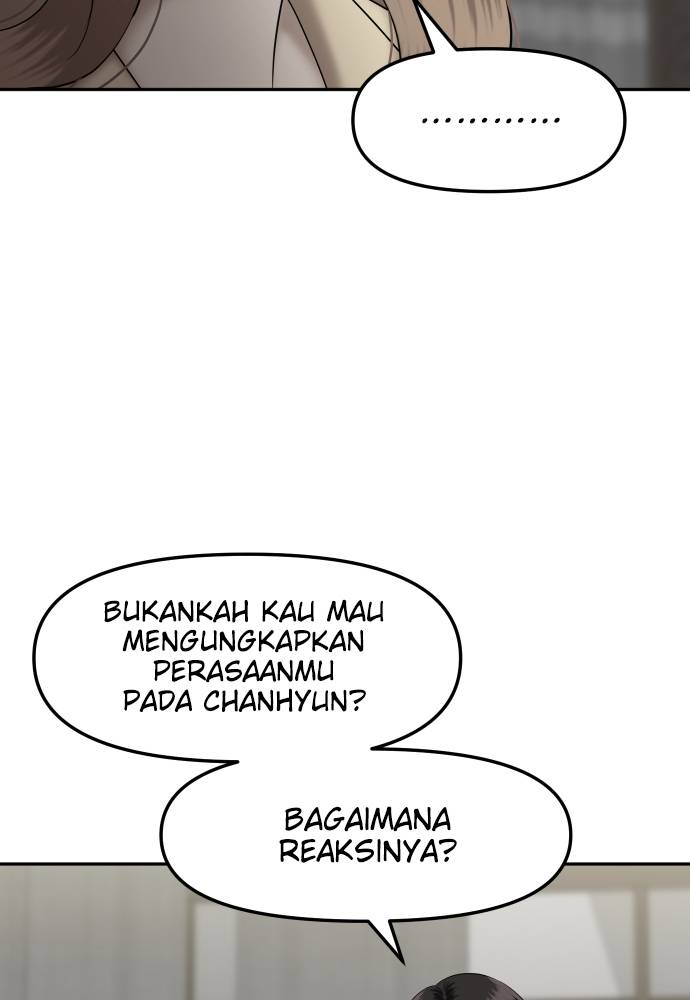 ............
BUKANKAH KAU MAU
MENGUNGKAPKAN
PERASAANMU
PADA CHANHYUN?
BAGAIMANA
REAKSINYA?